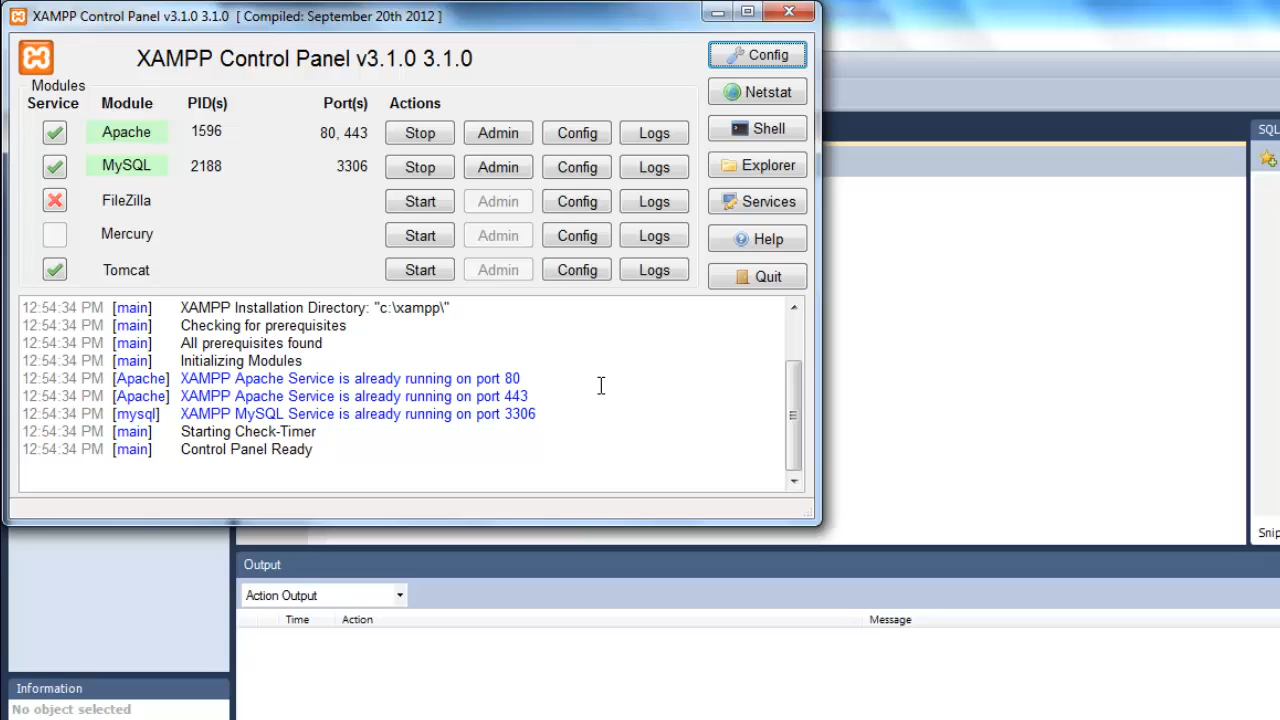 XAMPP Control Panel v3.1.0 3.1.0 [ Compiled: September 20th 2012 ]
XAMPP Control Panel v3.1.0 3.1.0
Config
Modules
Service Module PID(s) Port(s) Actions
Netstat
Apache 1596 80, 443 Stop Admin Config Logs
Shell
MySQL 2188 3306 Stop Admin Config Logs
Explorer
FileZilla Start Admin Config Logs
Services
Mercury Start Admin Config Logs
Help
Tomcat Start Admin Config Logs
Quit
12:54:34 PM [main] XAMPP Installation Directory: "c:\xampp\"
12:54:34 PM [main] Checking for prerequisites
12:54:34 PM [main] All prerequisites found
12:54:34 PM [main] Initializing Modules
12:54:34 PM [Apache] XAMPP Apache Service is already running on port 80
12:54:34 PM [Apache] XAMPP Apache Service is already running on port 443
12:54:34 PM [mysql] XAMPP MySQL Service is already running on port 3306
12:54:34 PM [main] Starting Check-Timer
12:54:34 PM [main] Control Panel Ready
SQL
Snip
Output
Action Output
Time Action Message
Information
No object selected